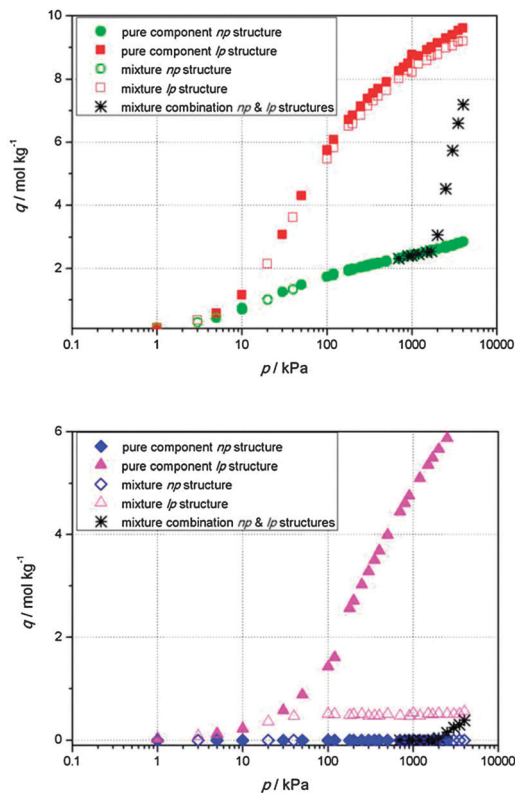 pure component np structure
pure component lp structure
mixture np structure
mixture lp structure
mixture combination np & lp structures
10
8
6
4
2
q / mol kg⁻¹
0.1 1 10 100 1000 10000
p / kPa
pure component np structure
pure component lp structure
mixture np structure
mixture lp structure
mixture combination np & lp structures
6
4
2
0
q / mol kg⁻¹
0.1 1 10 100 1000 10000
p / kPa